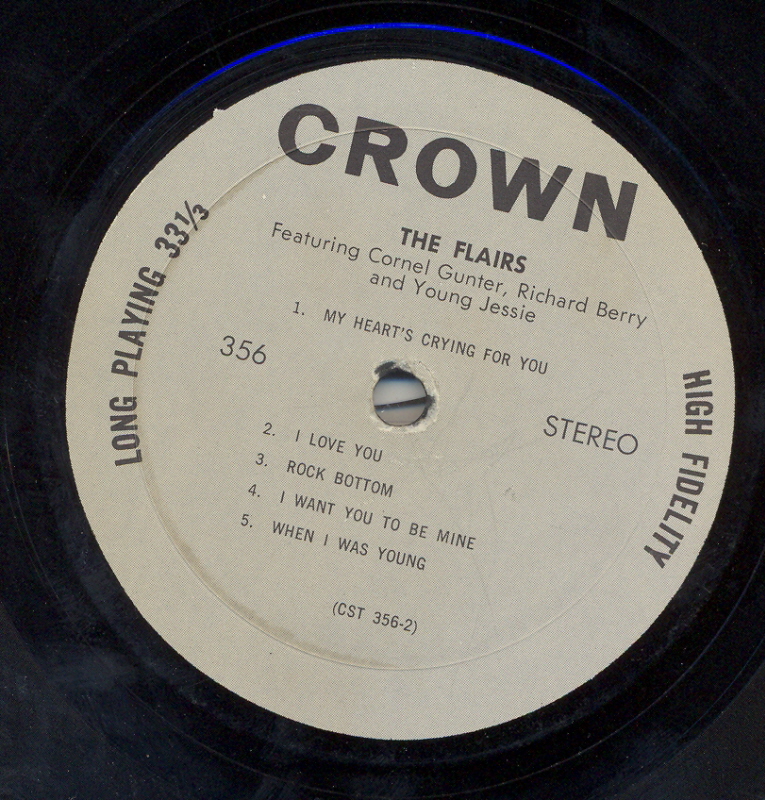 CROWN
THE FLAIRS
Featuring Cornel Gunter, Richard Berry
and Young Jessie
1. MY HEART'S CRYING FOR YOU
356
STEREO
2. I LOVE YOU
3. ROCK BOTTOM
4. I WANT YOU TO BE MINE
5. WHEN I WAS YOUNG
(CST 356-2)
LONG PLAYING 33⅓
HIGH FIDELITY